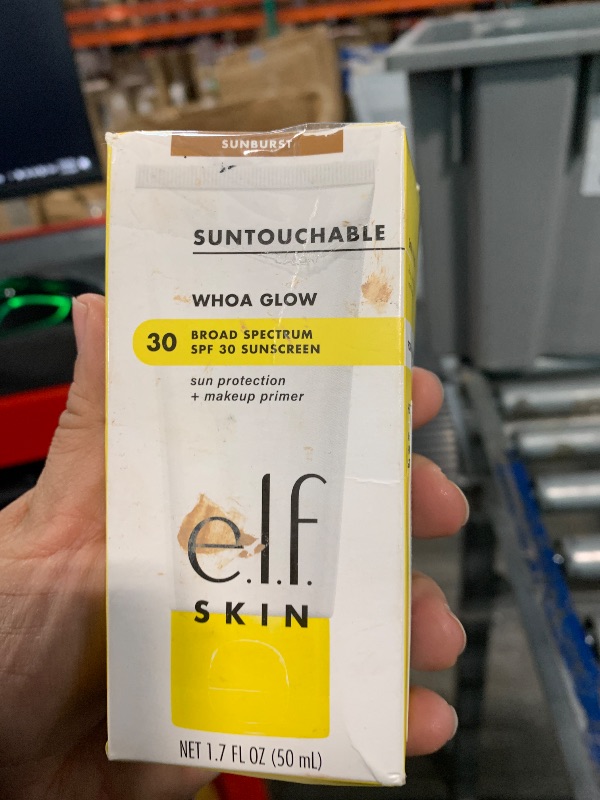 SUNBURST
SUNTOUCHABLE
WHOA GLOW
30
BROAD SPECTRUM
SPF 30 SUNSCREEN
sun protection
+ makeup primer
e.l.f.
SKIN
NET 1.7 FL OZ (50 mL)